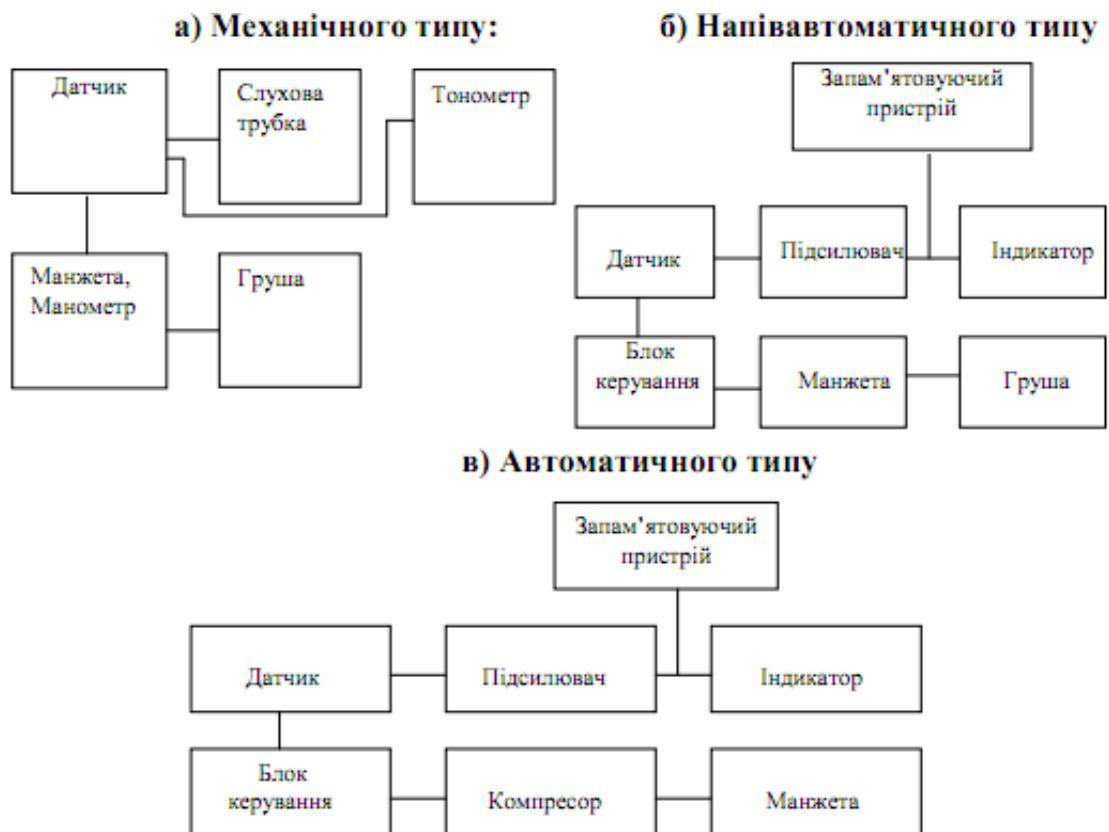 а) Механічного типу:
Датчик
Слухова
трубка
Тонометр
Манжета,
Манометр
Груша
б) Напівавтоматичного типу
Запам’ятовуючий
пристрій
Датчик
Підсилювач
Індикатор
Блок
керування
Манжета
Груша
в) Автоматичного типу
Запам’ятовуючий
пристрій
Датчик
Підсилювач
Індикатор
Блок
керування
Компресор
Манжета